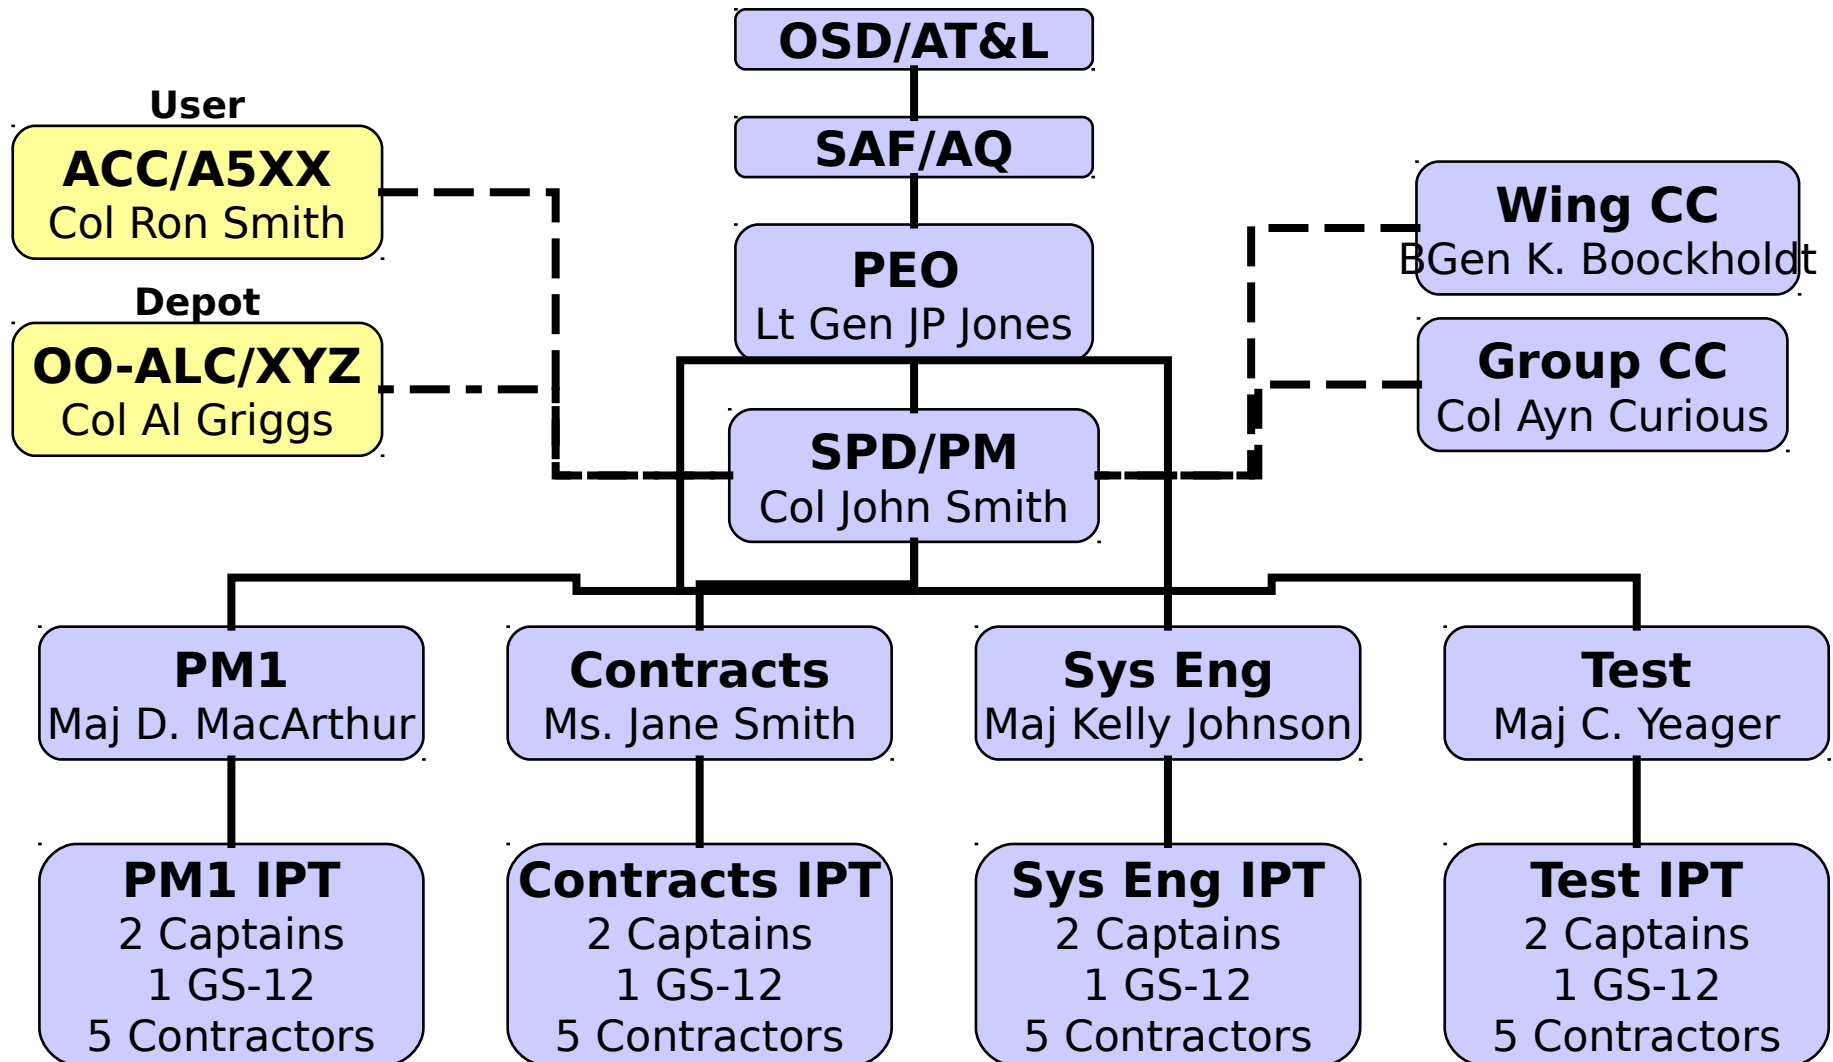 OSD/AT&L
User
ACC/A5XX
Col Ron Smith
SAF/AQ
Wing CC
BGen K. Boockholdt
PEO
Lt Gen JP Jones
Depot
OO-ALC/XYZ
Col Al Griggs
Group CC
Col Ayn Curious
SPD/PM
Col John Smith
PM1
Maj D. MacArthur
Contracts
Ms. Jane Smith
Sys Eng
Maj Kelly Johnson
Test
Maj C. Yeager
PM1 IPT
2 Captains
1 GS-12
5 Contractors
Contracts IPT
2 Captains
1 GS-12
5 Contractors
Sys Eng IPT
2 Captains
1 GS-12
5 Contractors
Test IPT
2 Captains
1 GS-12
5 Contractors